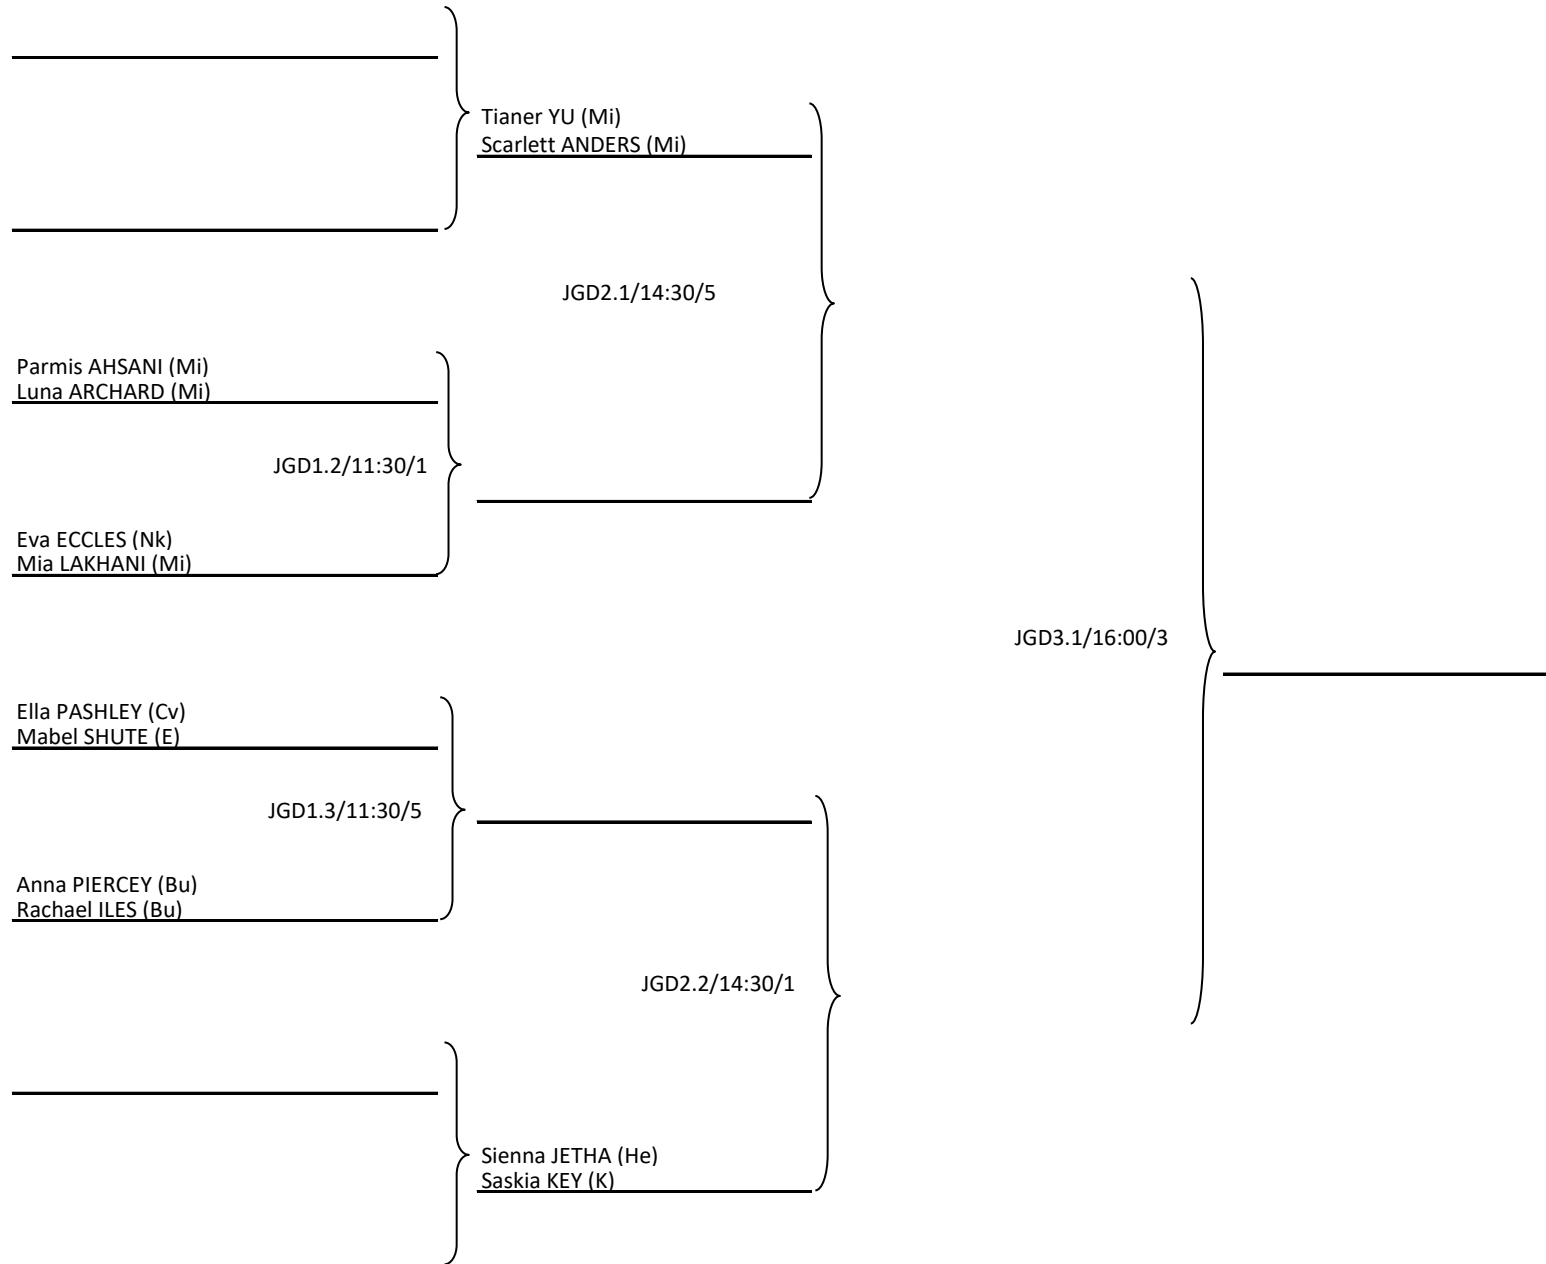 Tianer YU (Mi)
Scarlett ANDERS (Mi)
JGD2.1/14:30/5
Parmis AHSANI (Mi)
Luna ARCHARD (Mi)
JGD1.2/11:30/1
Eva ECCLES (Nk)
Mia LAKHANI (Mi)
JGD3.1/16:00/3
Ella PASHLEY (Cv)
Mabel SHUTE (E)
JGD1.3/11:30/5
Anna PIERCEY (Bu)
Rachael ILES (Bu)
JGD2.2/14:30/1
Sienna JETHA (He)
Saskia KEY (K)